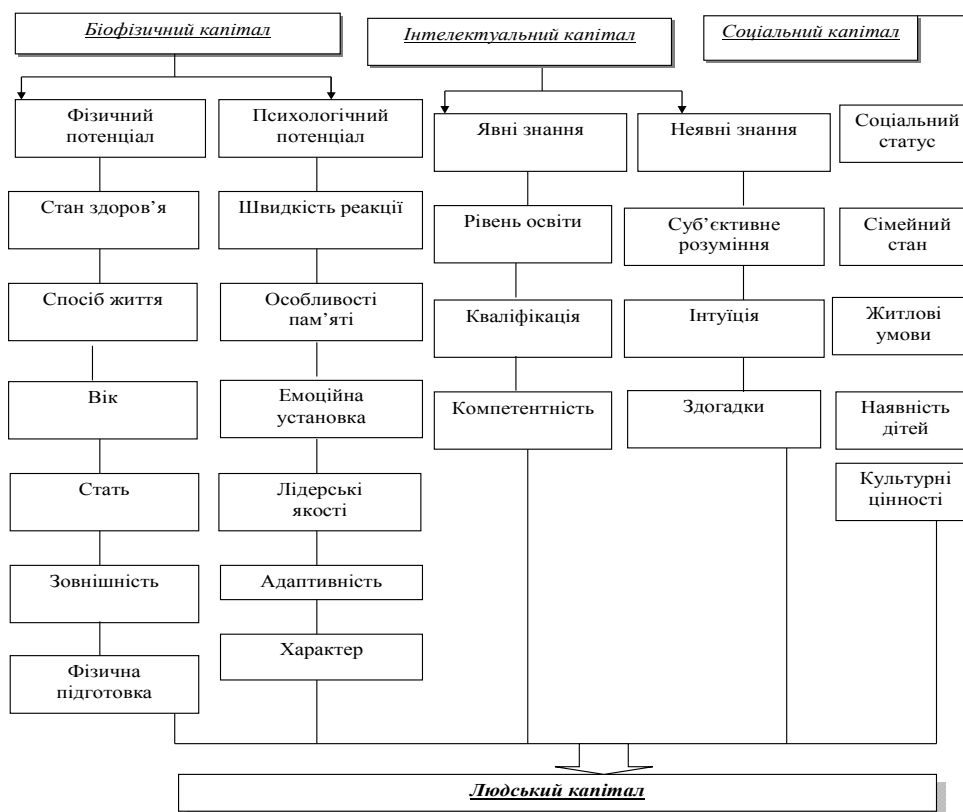 Біофізичний капітал
Інтелектуальний капітал
Соціальний капітал
Фізичний
потенціал
Психологічний
потенціал
Явні знання
Неявні знання
Соціальний
статус
Стан здоров’я
Швидкість реакції
Рівень освіти
Суб’єктивне
розуміння
Сімейний
стан
Спосіб життя
Особливості
пам’яті
Кваліфікація
Інтуїція
Житлові
умови
Вік
Емоційна
установка
Компетентність
Здогадки
Наявність
дітей
Стать
Лідерські
якості
Культурні
цінності
Зовнішність
Адаптивність
Фізична
підготовка
Характер
Людський капітал